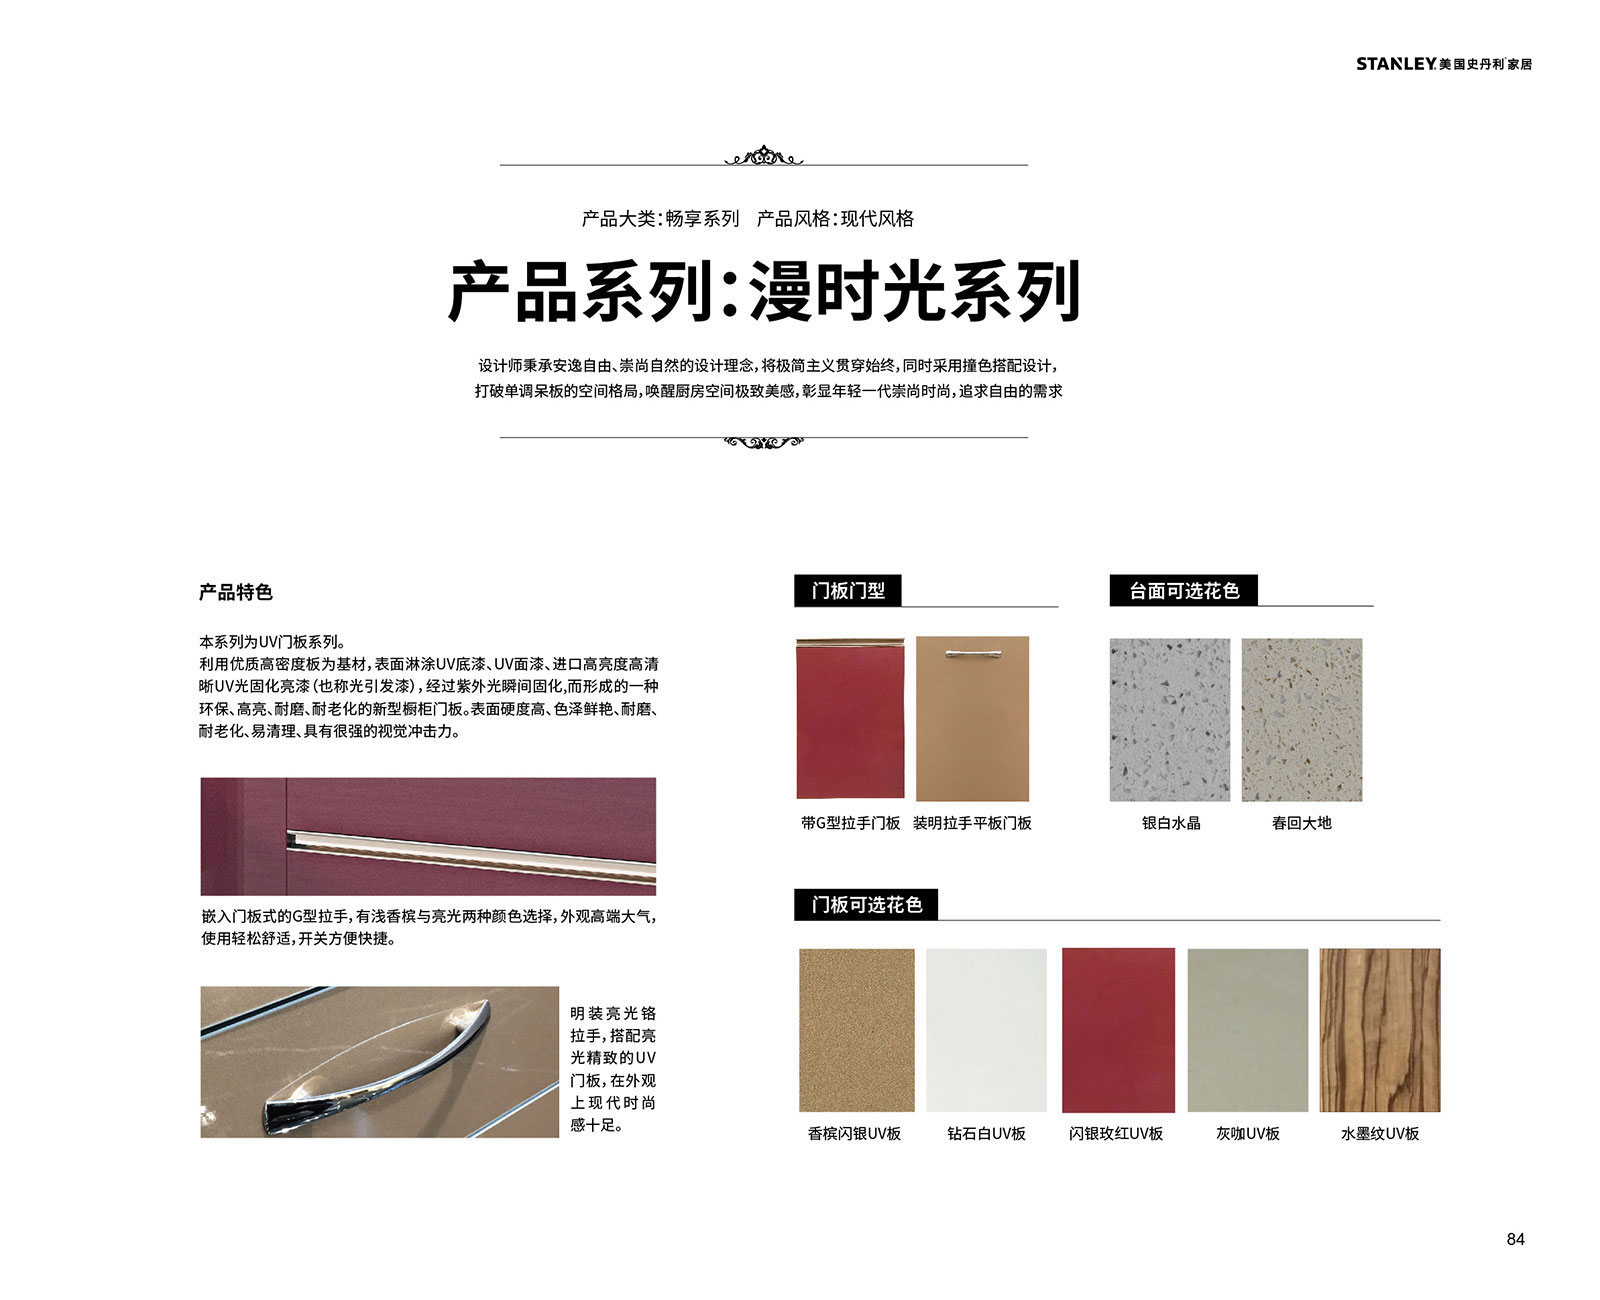 STANLEY 美国史丹利家居
产品大类：畅享系列 产品风格：现代风格
产品系列：漫时光系列
设计师秉承安逸自由、崇尚自然的设计理念，将极简主义贯穿始终，同时采用撞色搭配设计，
打破单调呆板的空间格局，唤醒厨房空间极致美感，彰显年轻一代崇尚时尚，追求自由的需求
产品特色
本系列为UV门板系列。
利用优质高密度板为基材，表面淋涂UV底漆、UV面漆、进口高亮度高清
晰UV光固化亮漆（也称光引发漆），经过紫外光瞬间固化,而形成的一种
环保、高亮、耐磨、耐老化的新型橱柜门板。表面硬度高、色泽鲜艳、耐磨、
耐老化、易清理、具有很强的视觉冲击力。
嵌入门板式的G型拉手，有浅香槟与亮光两种颜色选择，外观高端大气，
使用轻松舒适，开关方便快捷。
明装亮光铬
拉手，搭配亮
光精致的UV
门板，在外观
上现代时尚
感十足。
门板门型
带G型拉手门板 装明拉手平板门板
台面可选花色
银白水晶 春回大地
门板可选花色
香槟闪银UV板 钻石白UV板 闪银玫红UV板 灰咖UV板 水墨纹UV板
84